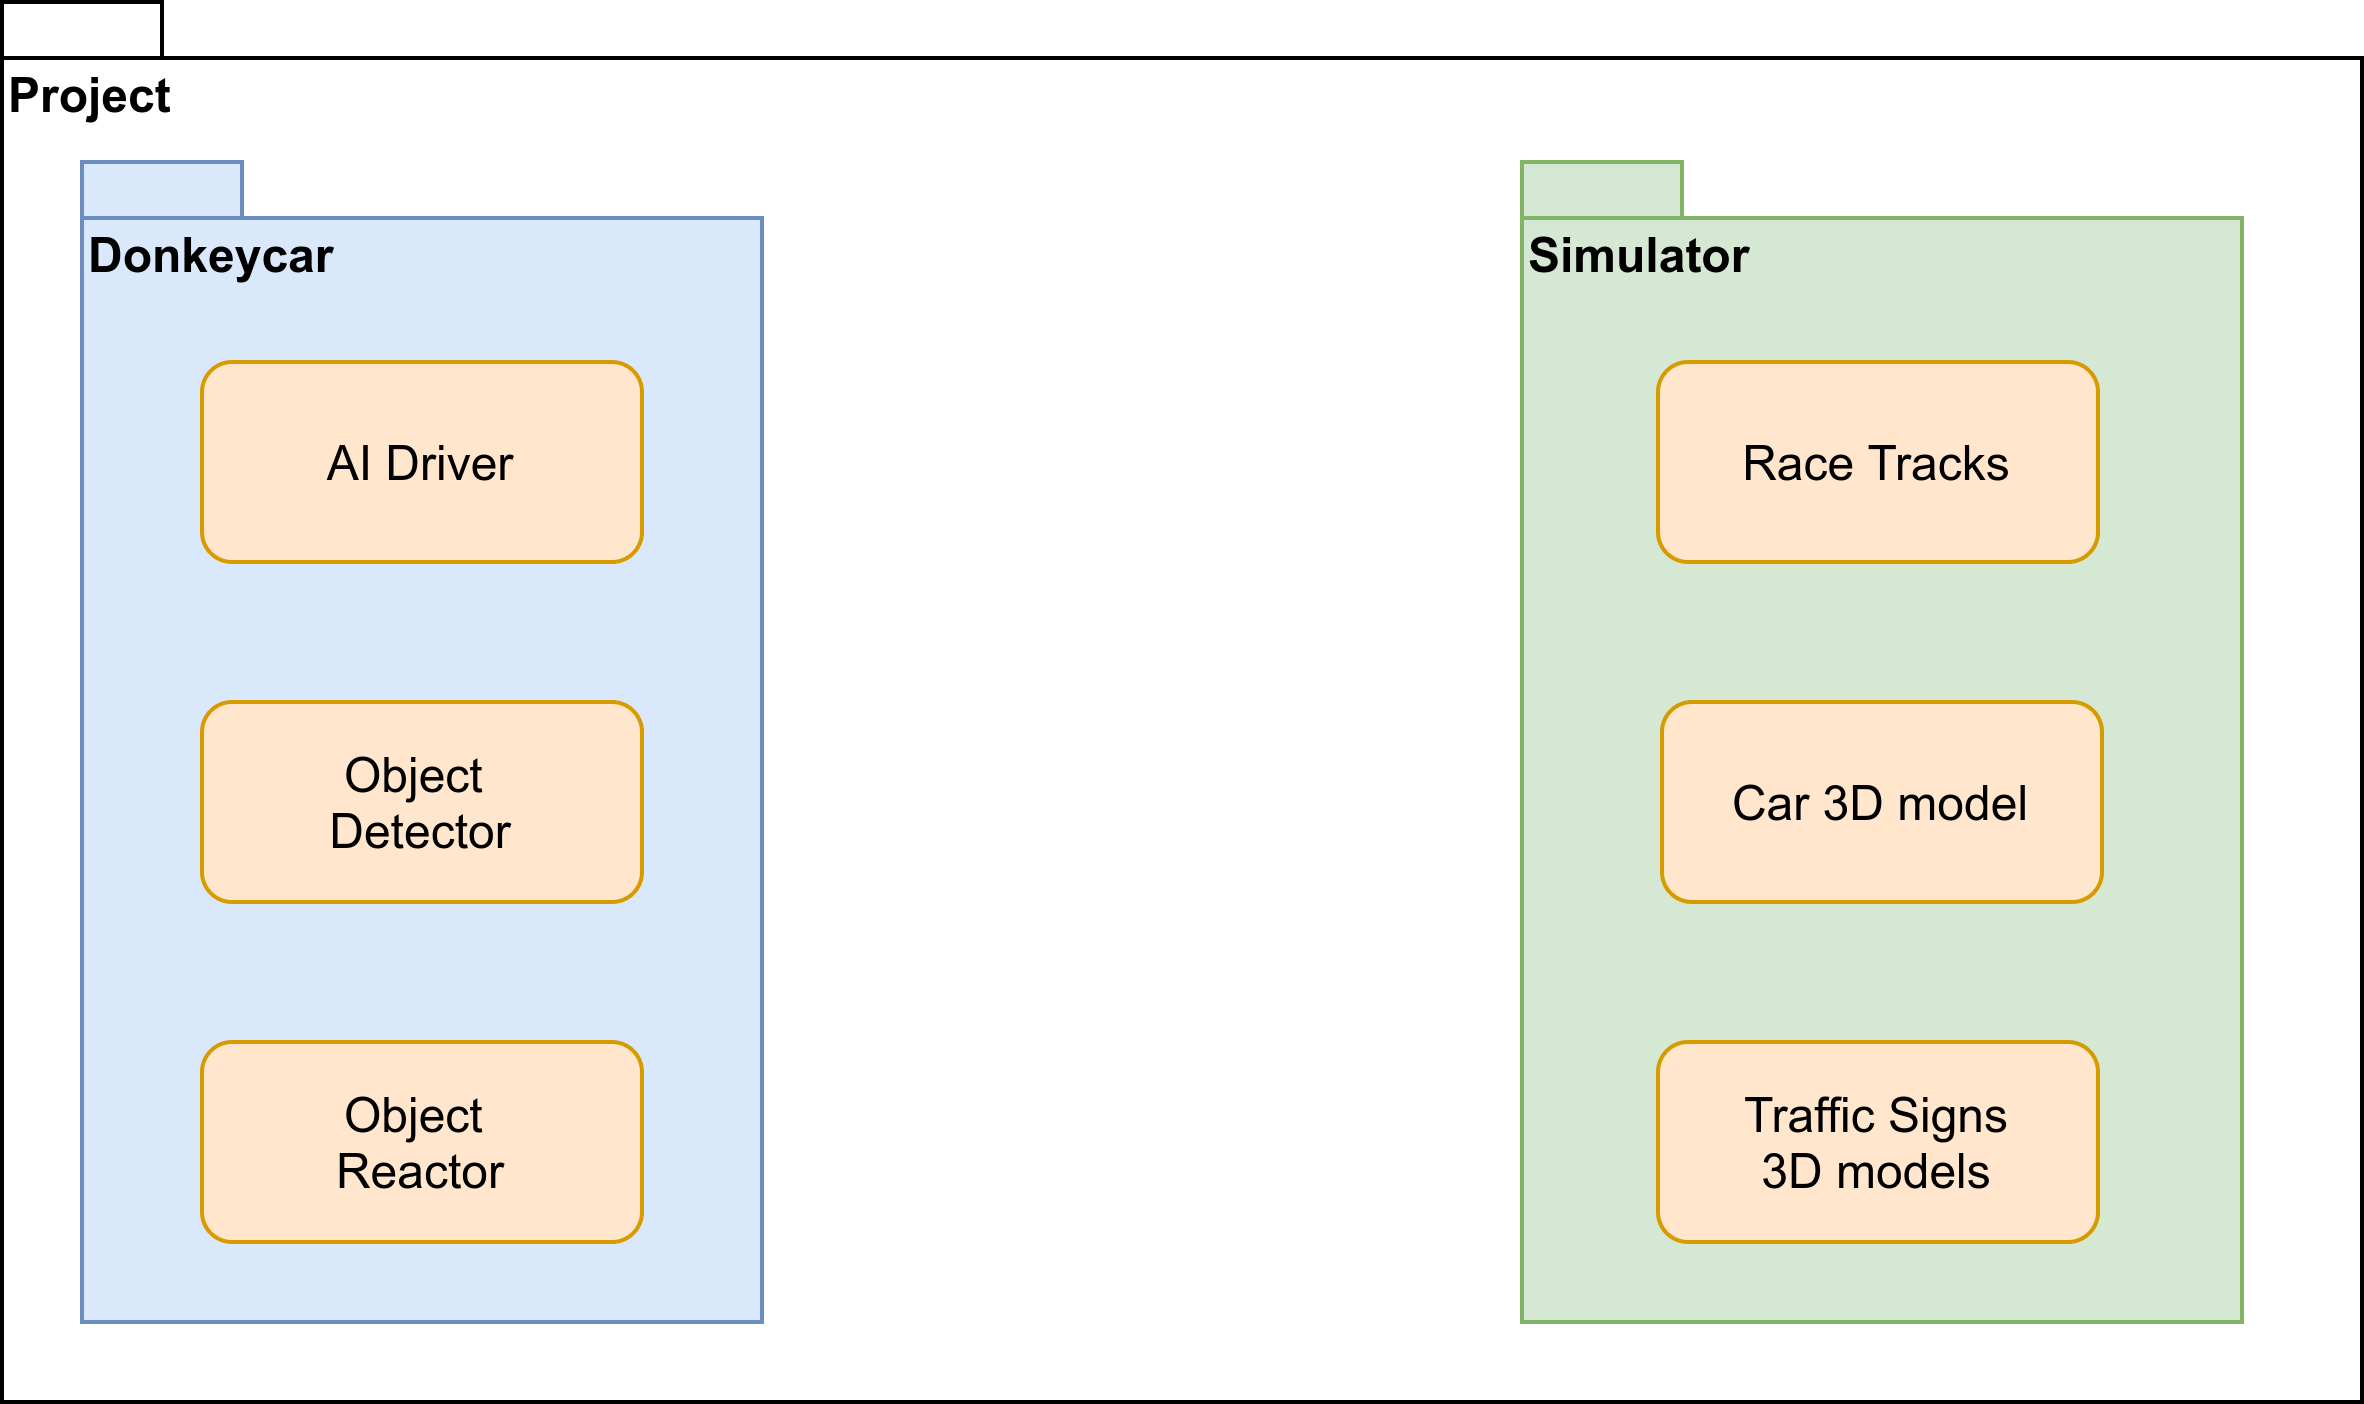 Project
Donkeycar
AI Driver
Object
Detector
Object
Reactor
Simulator
Race Tracks
Car 3D model
Traffic Signs
3D models